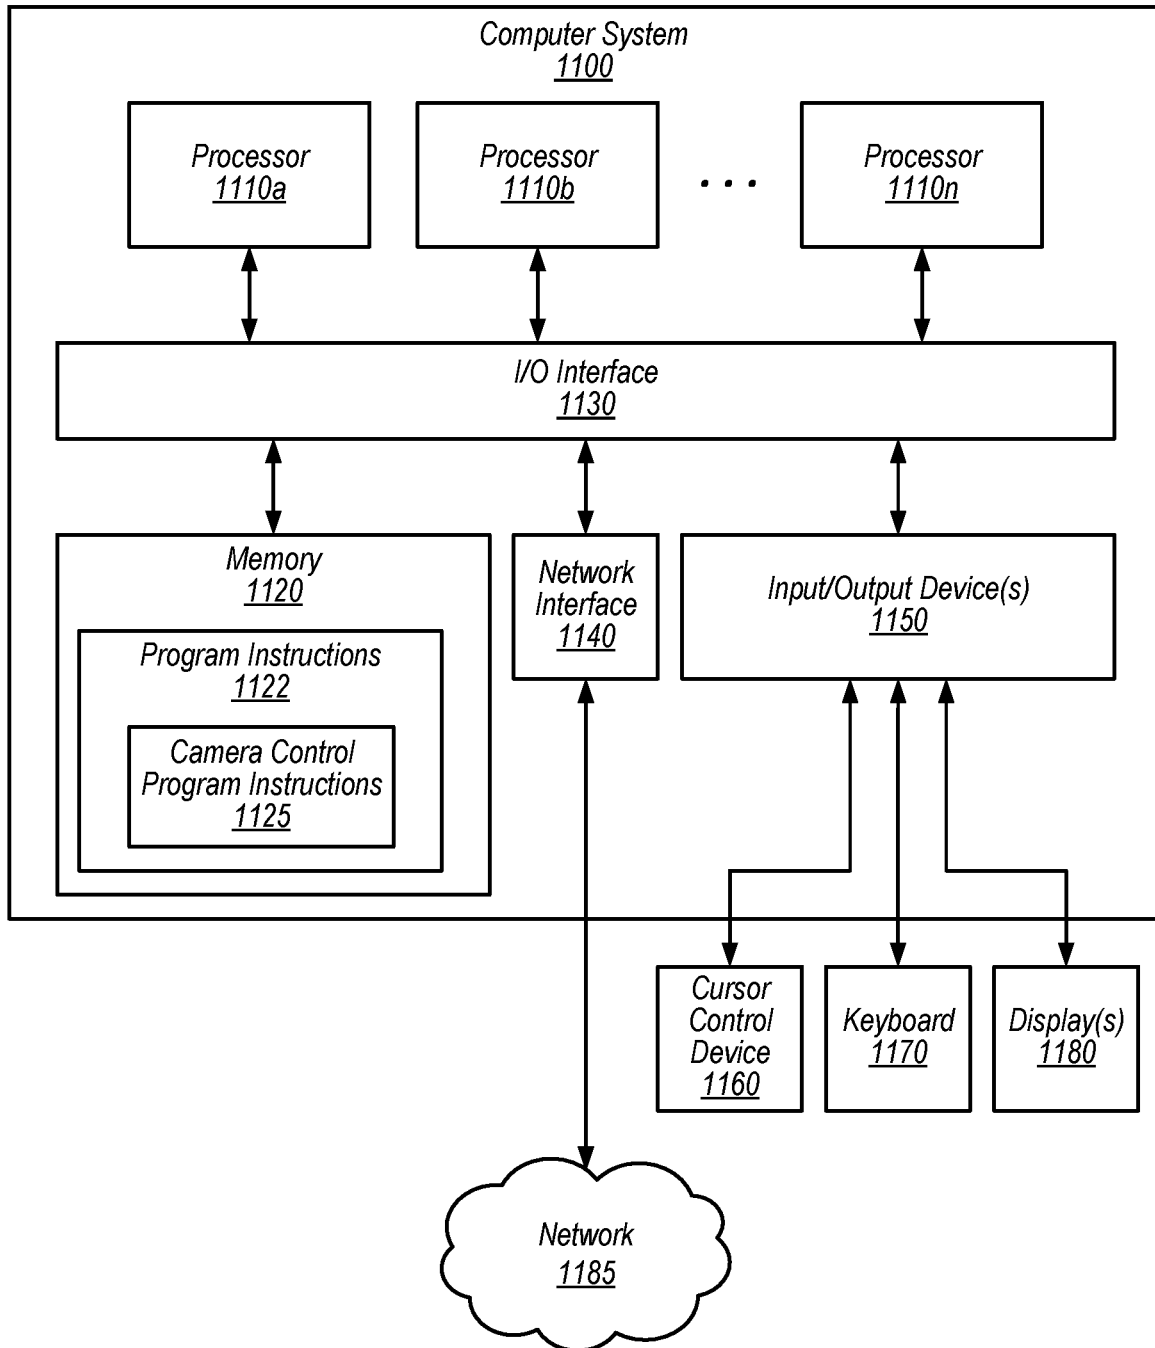 Computer System
1100
Processor
1110a
Processor
1110b
. . .
Processor
1110n
I/O Interface
1130
Memory
1120
Program Instructions
1122
Camera Control
Program Instructions
1125
Network
Interface
1140
Input/Output Device(s)
1150
Cursor
Control
Device
1160
Keyboard
1170
Display(s)
1180
Network
1185